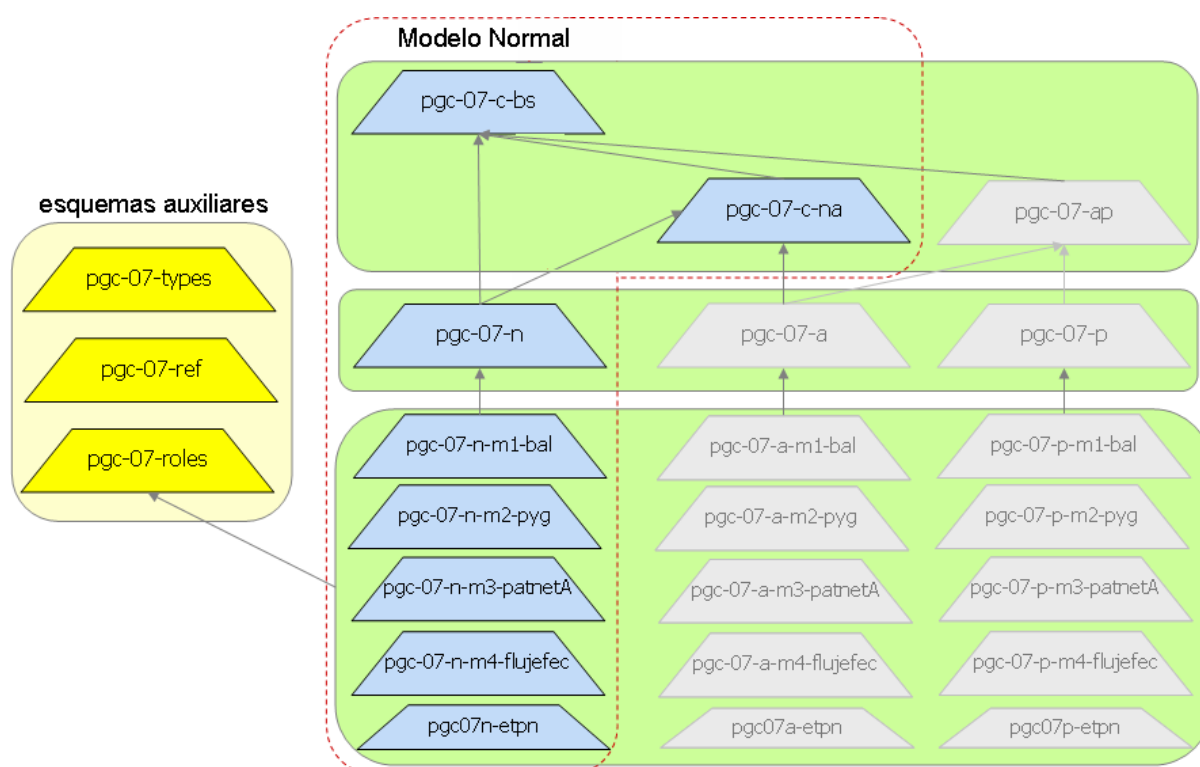 Modelo Normal
pgc-07-c-bs
pgc-07-c-na
pgc-07-ap
esquemas auxiliares
pgc-07-types
pgc-07-ref
pgc-07-roles
pgc-07-n
pgc-07-a
pgc-07-p
pgc-07-n-m1-bal
pgc-07-a-m1-bal
pgc-07-p-m1-bal
pgc-07-n-m2-pyg
pgc-07-a-m2-pyg
pgc-07-p-m2-pyg
pgc-07-n-m3-patnetA
pgc-07-a-m3-patnetA
pgc-07-p-m3-patnetA
pgc-07-n-m4-flujefec
pgc-07-a-m4-flujefec
pgc-07-p-m4-flujefec
pgc07n-etpn
pgc07a-etpn
pgc07p-etpn